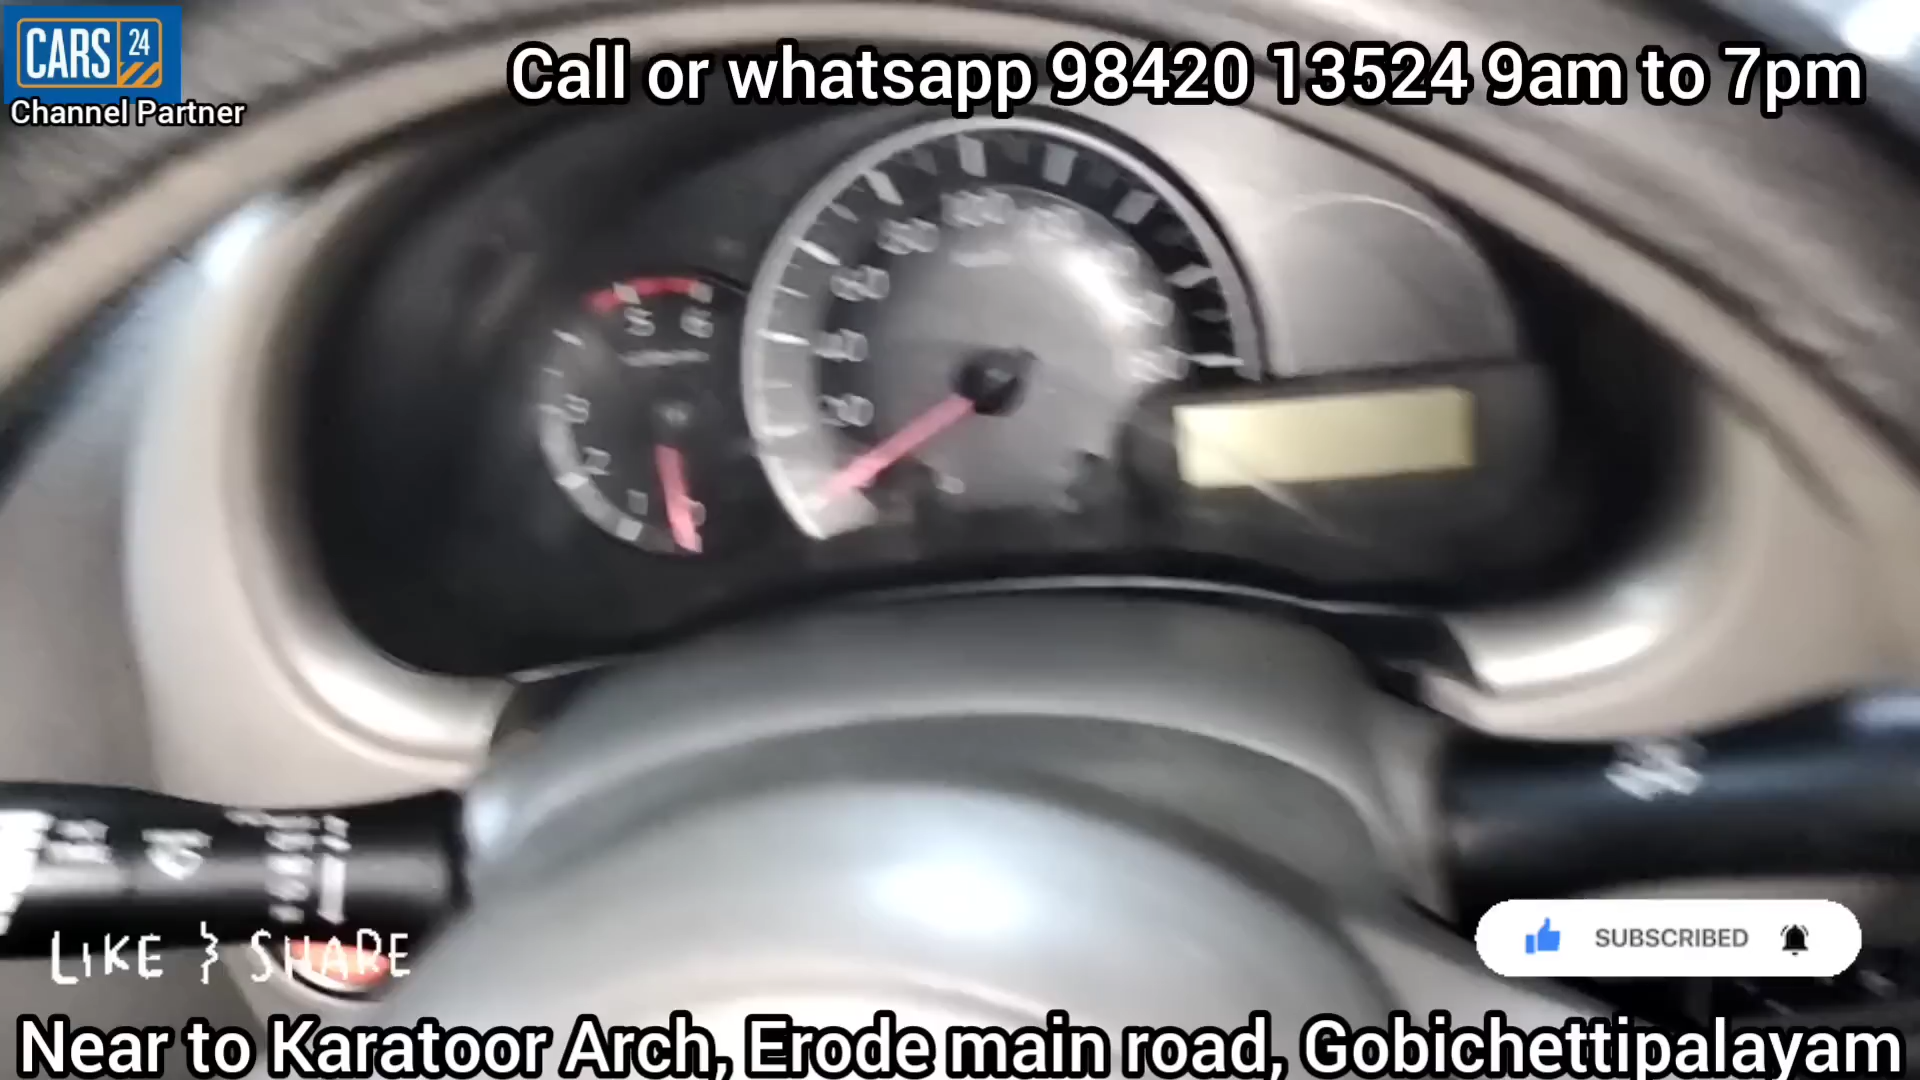 CARS 24
Channel Partner
Call or whatsapp 98420 13524 9am to 7pm
LIKE & SHARE
SUBSCRIBED
Near to Karatoor Arch, Erode main road, Gobichettipalayam